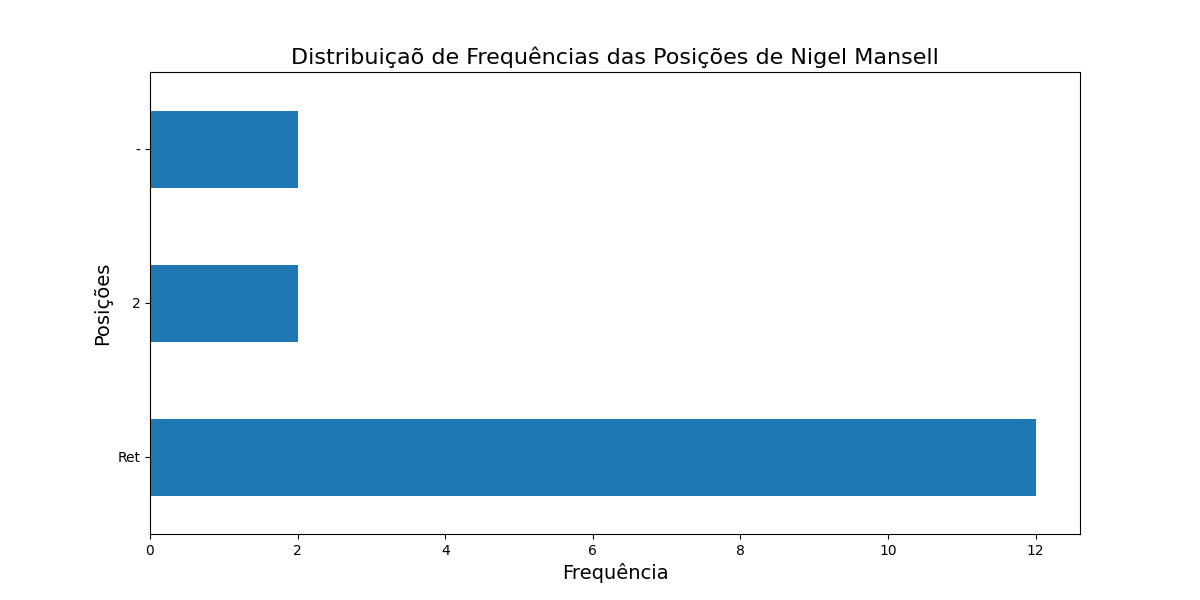 Distribuiçaõ de Frequências das Posições de Nigel Mansell
-
2
Ret
Posições
0 2 4 6 8 10 12
Frequência